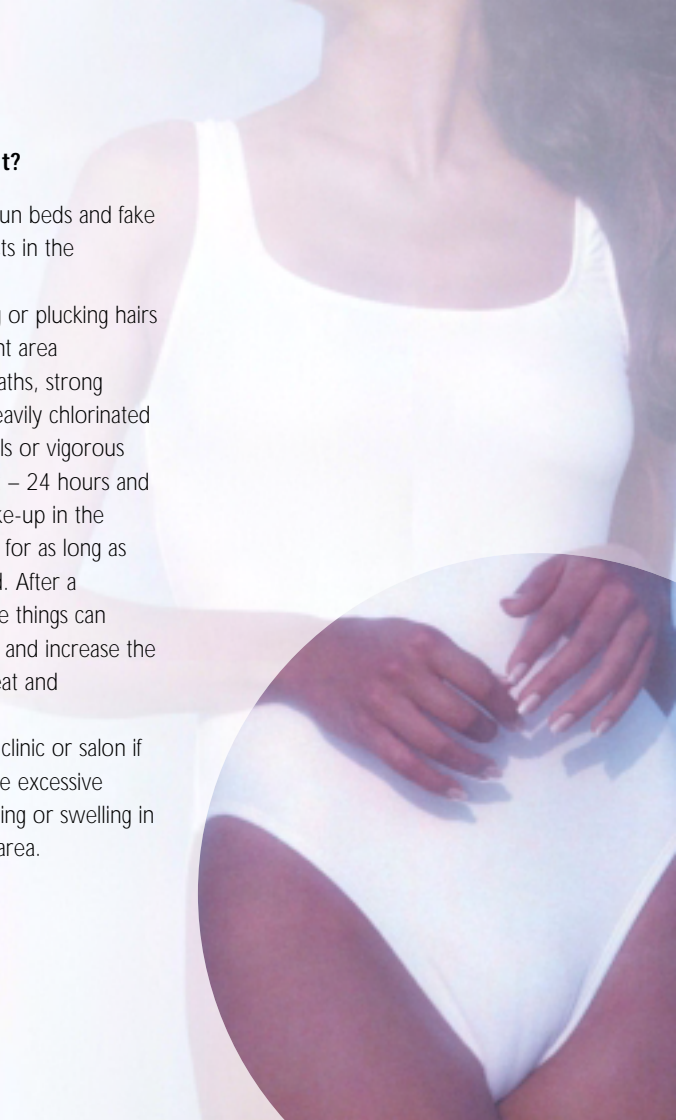 t?
un beds and fake
ts in the
g or plucking hairs
nt area
aths, strong
eavily chlorinated
ls or vigorous
– 24 hours and
ke-up in the
for as long as
d. After a
e things can
and increase the
eat and
clinic or salon if
e excessive
ing or swelling in
area.